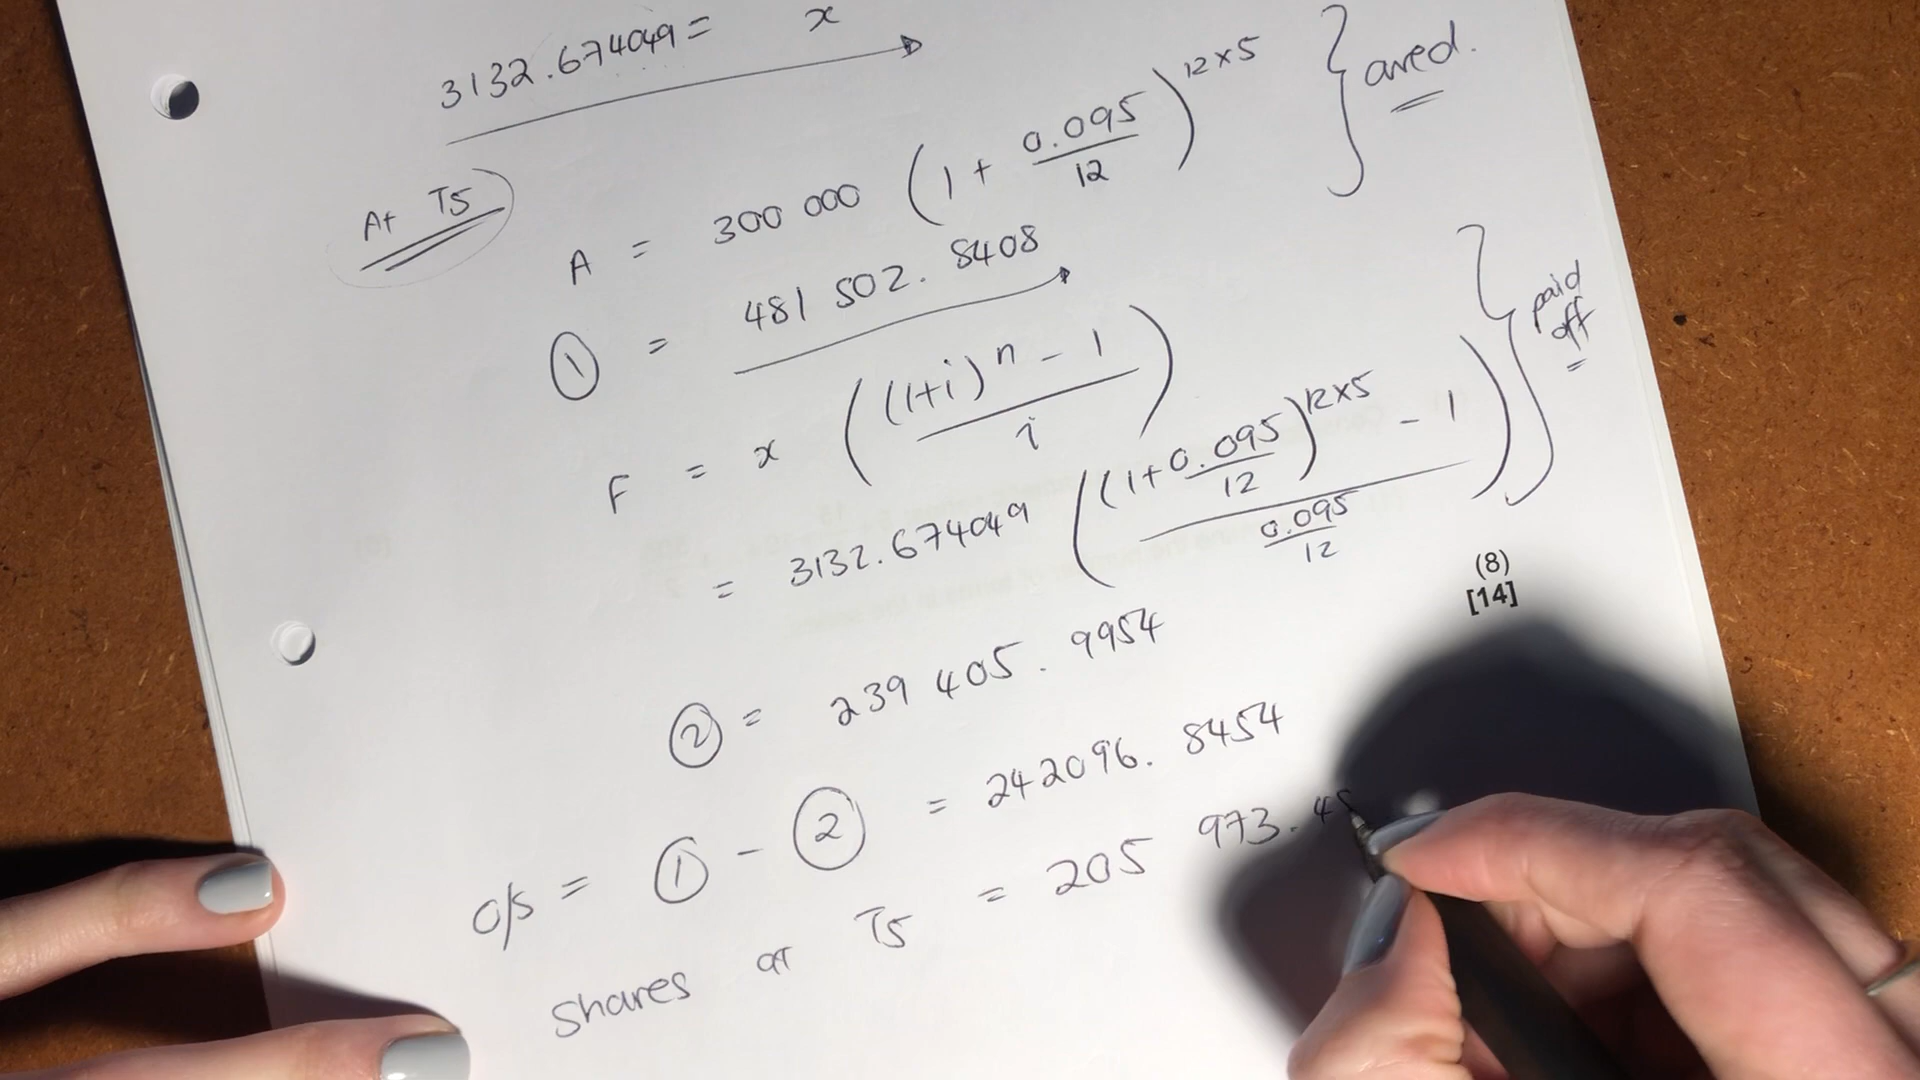 3132.674049 = x
At T5
A = 300 000 (1 + 0.095/12)^12×5 } owed.
① = 481 502. 8408
F = x ( ((1+i)^n - 1)/i )
= 3132.674049 ( ((1+0.095/12)^12×5 - 1)/(0.095/12) ) } paid off
(8)
[14]
② = 239 405. 9954
o/s = ① - ② = 242096. 8454
shares at T5 = 205 973. 4